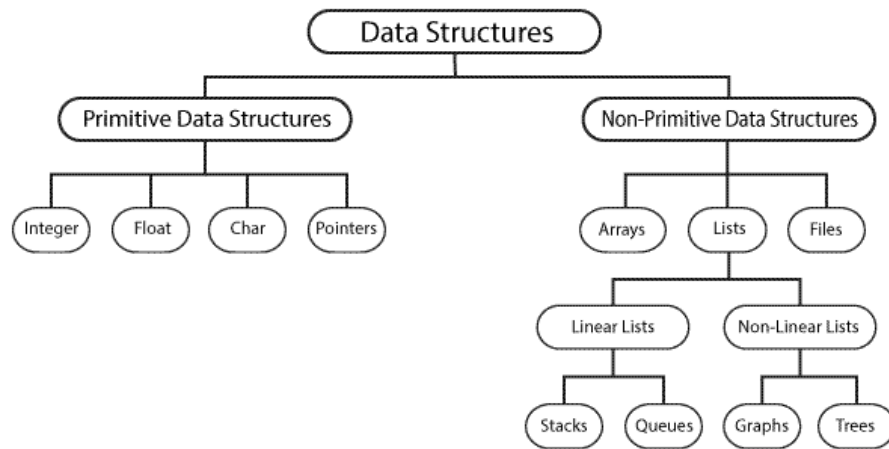 Data Structures
Primitive Data Structures
Non-Primitive Data Structures
Integer
Float
Char
Pointers
Arrays
Lists
Files
Linear Lists
Non-Linear Lists
Stacks
Queues
Graphs
Trees